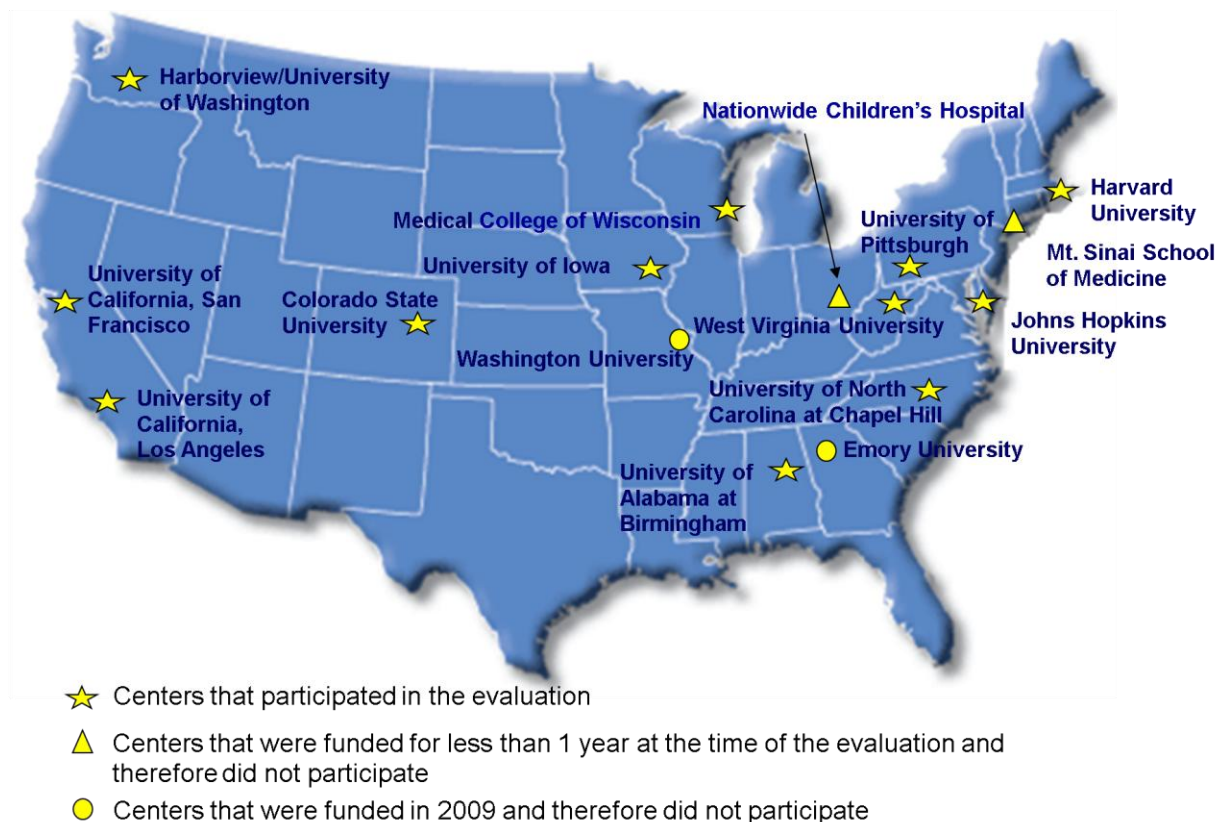 Harborview/University
of Washington
Nationwide Children's Hospital
Medical College of Wisconsin
University of
Pittsburgh
Harvard
University
University of Iowa
Mt. Sinai School
of Medicine
University of
California, San
Francisco
Colorado State
University
West Virginia University
Johns Hopkins
University
Washington University
University of
California,
Los Angeles
University of North
Carolina at Chapel Hill
Emory University
University of
Alabama at
Birmingham
Centers that participated in the evaluation
Centers that were funded for less than 1 year at the time of the evaluation and
therefore did not participate
Centers that were funded in 2009 and therefore did not participate